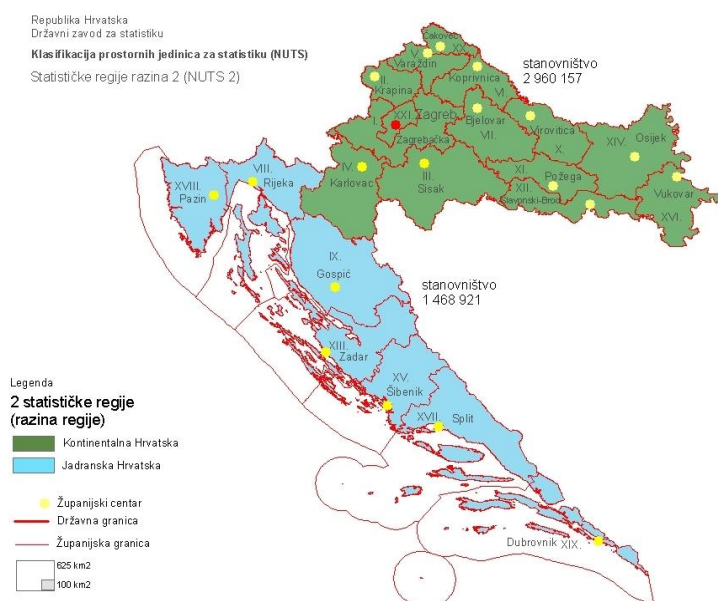 Republika Hrvatska
Državni zavod za statistiku
Klasifikacija prostornih jedinica za statistiku (NUTS)
Statističke regije razina 2 (NUTS 2)
stanovništvo
2 960 157
Čakovec
XX.
V.
Varaždin
II.
Krapina
Koprivnica
VI.
I.
XXI. Zagreb
Zagrebačka
Bjelovar
VII.
Virovitica
X.
XIV.
Osijek
IV.
Karlovac
III.
Sisak
XI.
Požega
XII.
Slavonski-Brod
Vukovar
XVI.
VIII.
Rijeka
XVIII.
Pazin
IX.
Gospić
stanovništvo
1 468 921
XIII.
Zadar
XV.
Šibenik
XVII.
Split
Dubrovnik XIX.
Legenda
2 statističke regije
(razina regije)
Kontinentalna Hrvatska
Jadranska Hrvatska
Županijski centar
Državna granica
Županijska granica
625 km2
100 km2